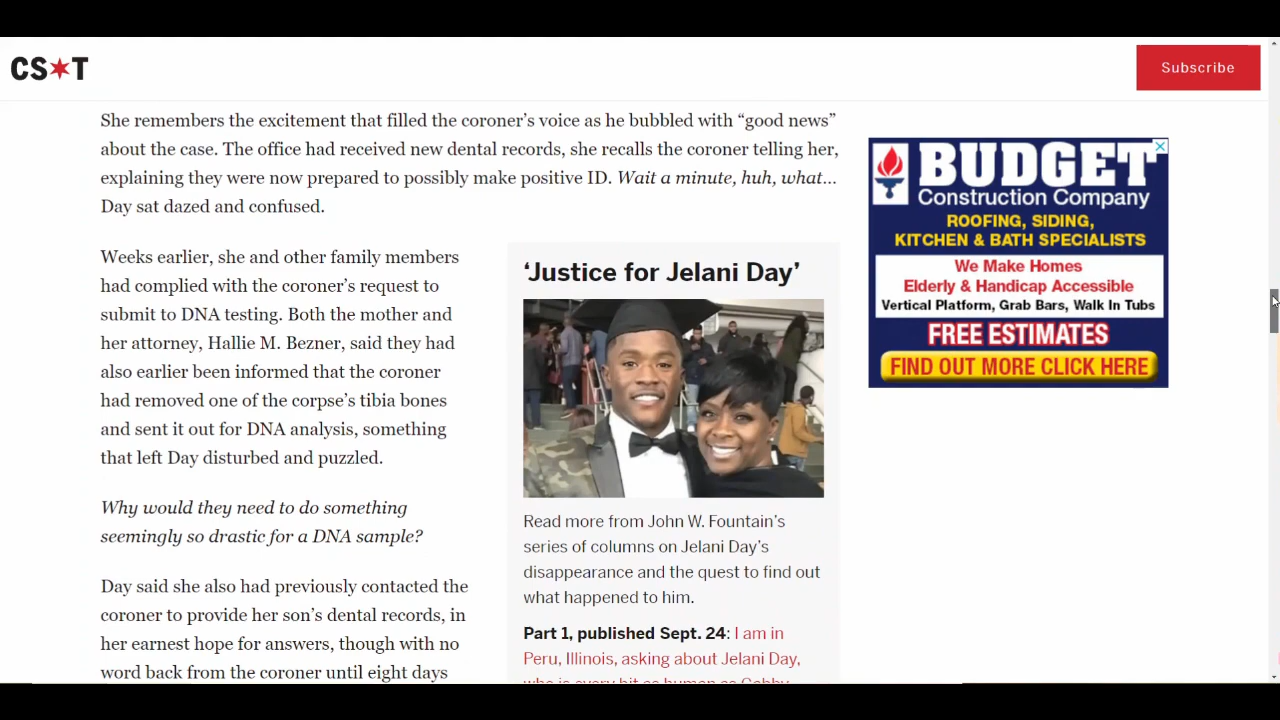 CS★T
Subscribe
She remembers the excitement that filled the coroner’s voice as he bubbled with “good news”
about the case. The office had received new dental records, she recalls the coroner telling her,
explaining they were now prepared to possibly make positive ID. Wait a minute, huh, what...
Day sat dazed and confused.
Weeks earlier, she and other family members
had complied with the coroner’s request to
submit to DNA testing. Both the mother and
her attorney, Hallie M. Bezner, said they had
also earlier been informed that the coroner
had removed one of the corpse’s tibia bones
and sent it out for DNA analysis, something
that left Day disturbed and puzzled.
Why would they need to do something
seemingly so drastic for a DNA sample?
Day said she also had previously contacted the
coroner to provide her son’s dental records, in
her earnest hope for answers, though with no
word back from the coroner until eight days
‘Justice for Jelani Day’
Read more from John W. Fountain’s
series of columns on Jelani Day’s
disappearance and the quest to find out
what happened to him.
Part 1, published Sept. 24: I am in
Peru, Illinois, asking about Jelani Day,
who is every bit as human as Gabby
BUDGET
Construction Company
ROOFING, SIDING,
KITCHEN & BATH SPECIALISTS
We Make Homes
Elderly & Handicap Accessible
Vertical Platform, Grab Bars, Walk In Tubs
FREE ESTIMATES
FIND OUT MORE CLICK HERE